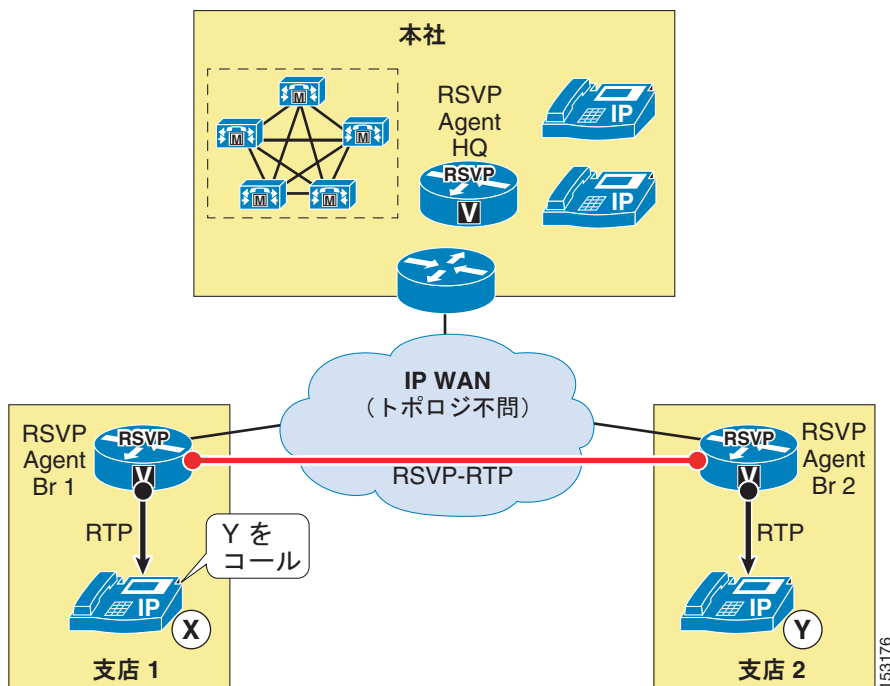 本社
M
M
M
M
M
RSVP
Agent
HQ
RSVP
V
IP
IP
IP WAN
（トポロジ不問）
RSVP
Agent
Br 1
RSVP
V
RSVP-RTP
RSVP
V
RSVP
Agent
Br 2
RTP
Y を
コール
IP
X
支店 1
RTP
IP
Y
支店 2
153176